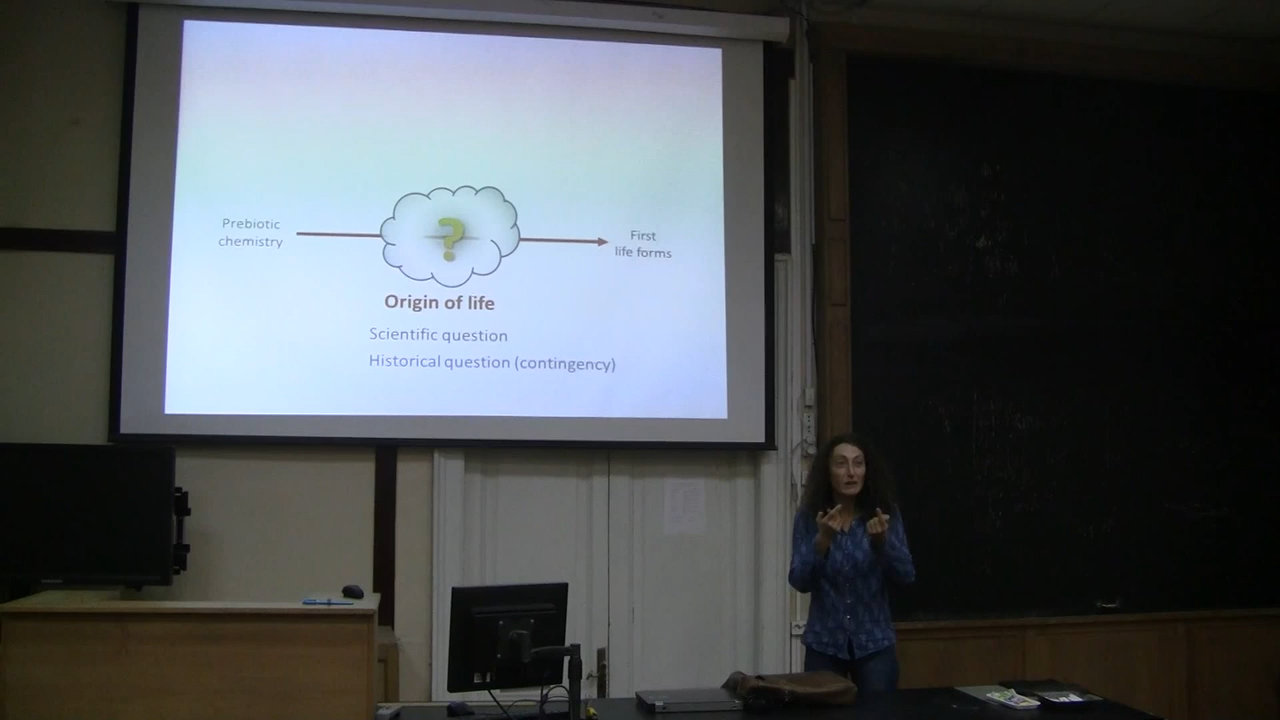 Prebiotic
chemistry
?
First
life forms
Origin of life
Scientific question
Historical question (contingency)